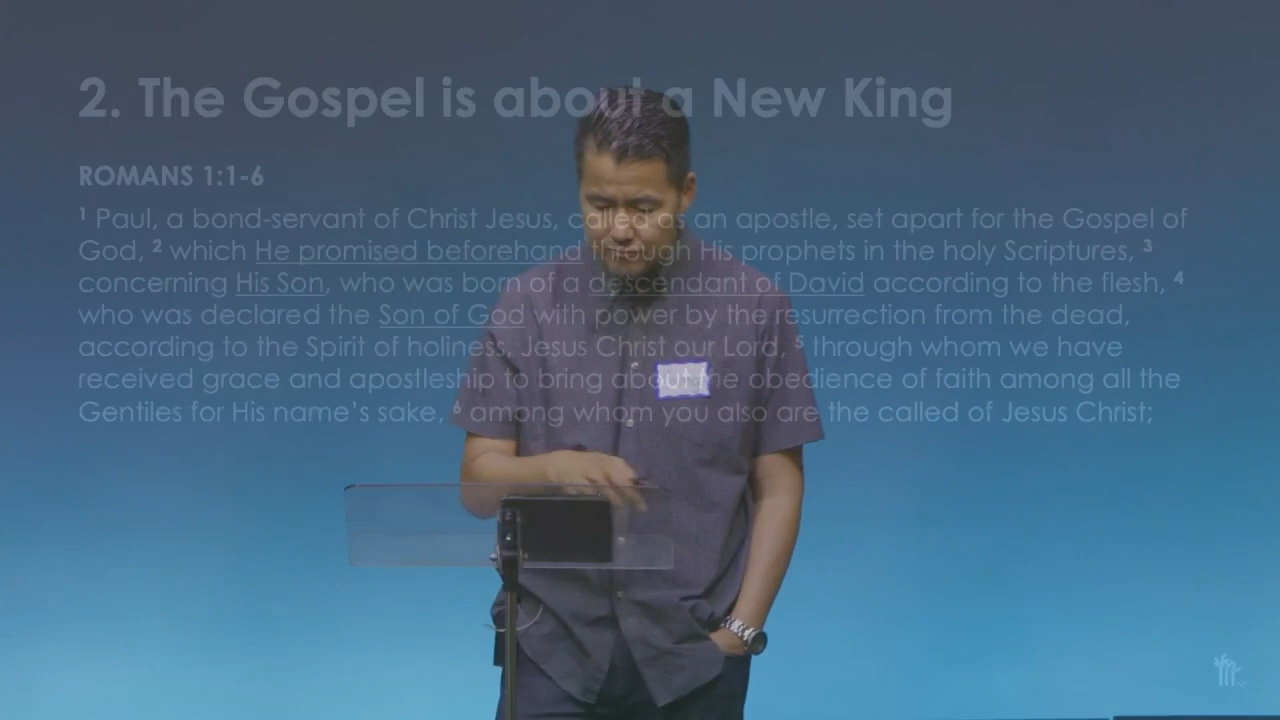 2. The Gospel is about a New King
ROMANS 1:1-6
1 Paul, a bond-servant of Christ Jesus, an apostle, set apart for the Gospel of
God, 2 which He promised beforehand prophets in the holy Scriptures, 3
concerning His Son, who was born of a descendant of David according to the flesh, 4
who was declared the Son of God with power by the resurrection from the dead,
according to the Spirit of holiness, Jesus Christ our Lord, 5 through whom we have
received grace and apostleship to bring about the obedience of faith among all the
Gentiles for His name’s sake, 6 among whom you also are the called of Jesus Christ;